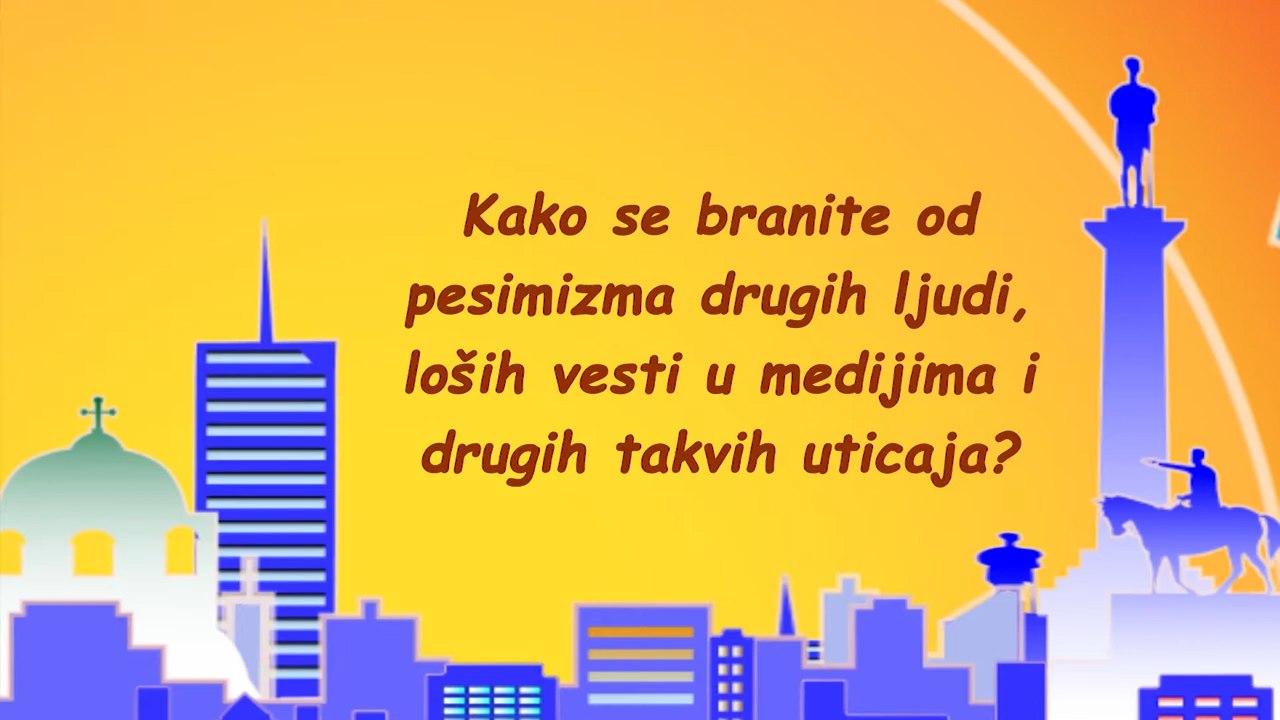 Kako se branite od
pesimizma drugih ljudi,
loših vesti u medijima i
drugih takvih uticaja?